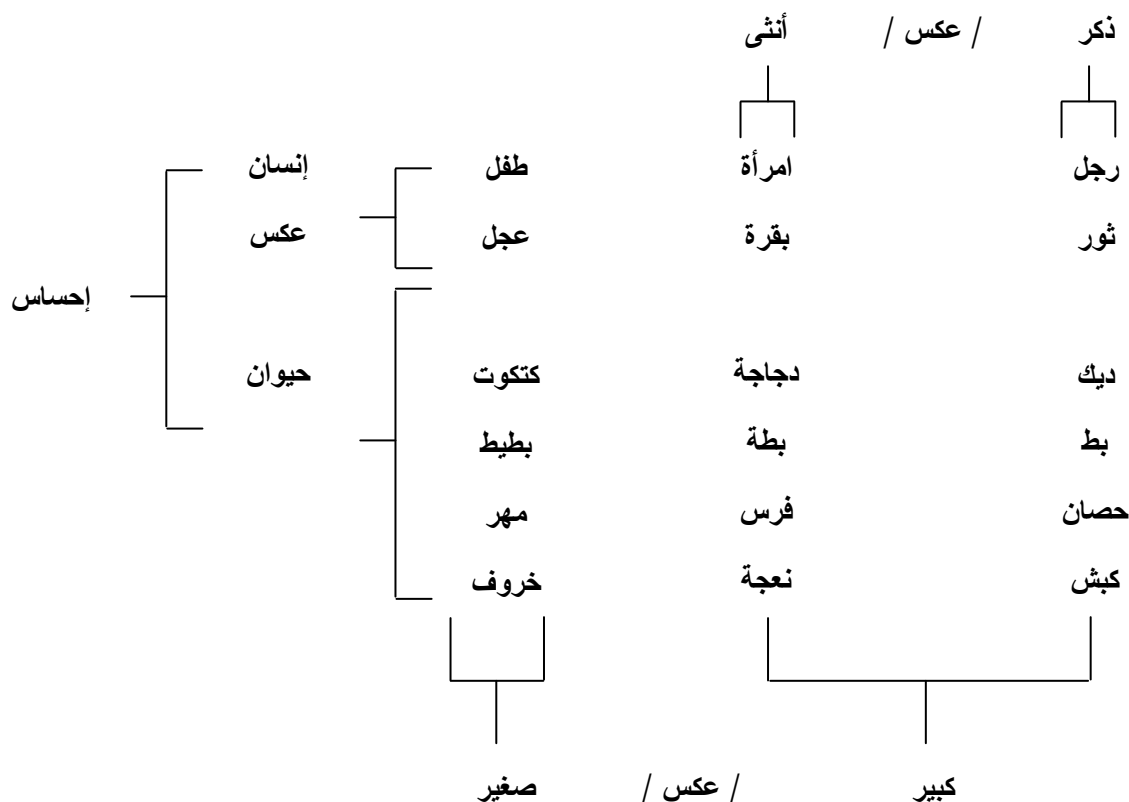 ذكر / عكس / أنثى
رجل امرأة طفل إنسان
ثور بقرة عجل عكس
إحساس
ديك دجاجة كتكوت حيوان
بط بطة بطيط
حصان فرس مهر
كبش نعجة خروف
كبير / عكس / صغير